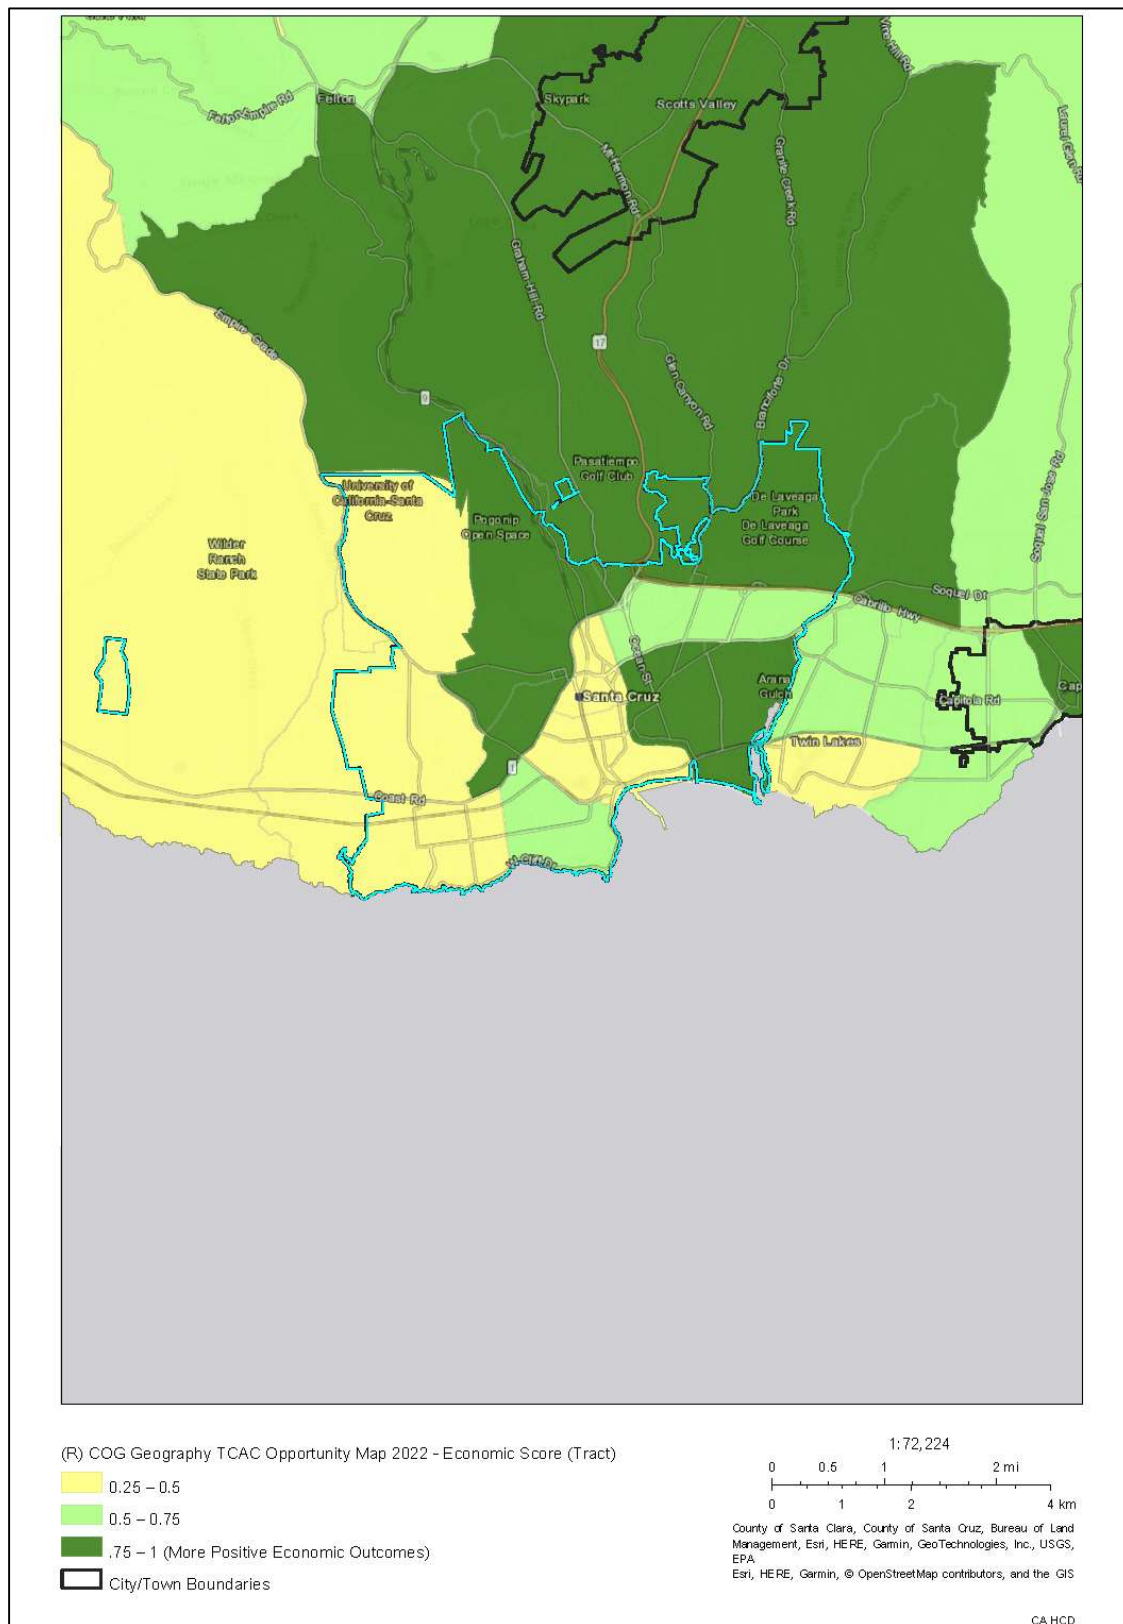 Felton
Empire Rd
Skypark
Scotts Valley
Vine Hill Rd
Laurel Glen Rd
Mt Hermon Rd
Granite Creek Rd
Graham Hill Rd
Empire Grade
17
Glen Canyon Rd
Branciforte Dr
9
Pasatiempo
Golf Club
University of
California-Santa
Cruz
Pogonip
Open Space
De Laveaga
Park
De Laveaga
Golf Course
Soquel San Jose Rd
Wilder
Ranch
State Park
Soquel Dr
Cabrillo Hwy
Ocean St
Santa Cruz
Arana
Gulch
Cap
Capitola Rd
Twin Lakes
1
Coast Rd
W Cliff Dr
(R) COG Geography TCAC Opportunity Map 2022 - Economic Score (Tract)
0.25 – 0.5
0.5 – 0.75
.75 – 1 (More Positive Economic Outcomes)
City/Town Boundaries
1:72,224
0 0.5 1 2 mi
0 1 2 4 km
County of Santa Clara, County of Santa Cruz, Bureau of Land
Management, Esri, HERE, Garmin, GeoTechnologies, Inc., USGS,
EPA
Esri, HERE, Garmin, © OpenStreetMap contributors, and the GIS
CA HCD